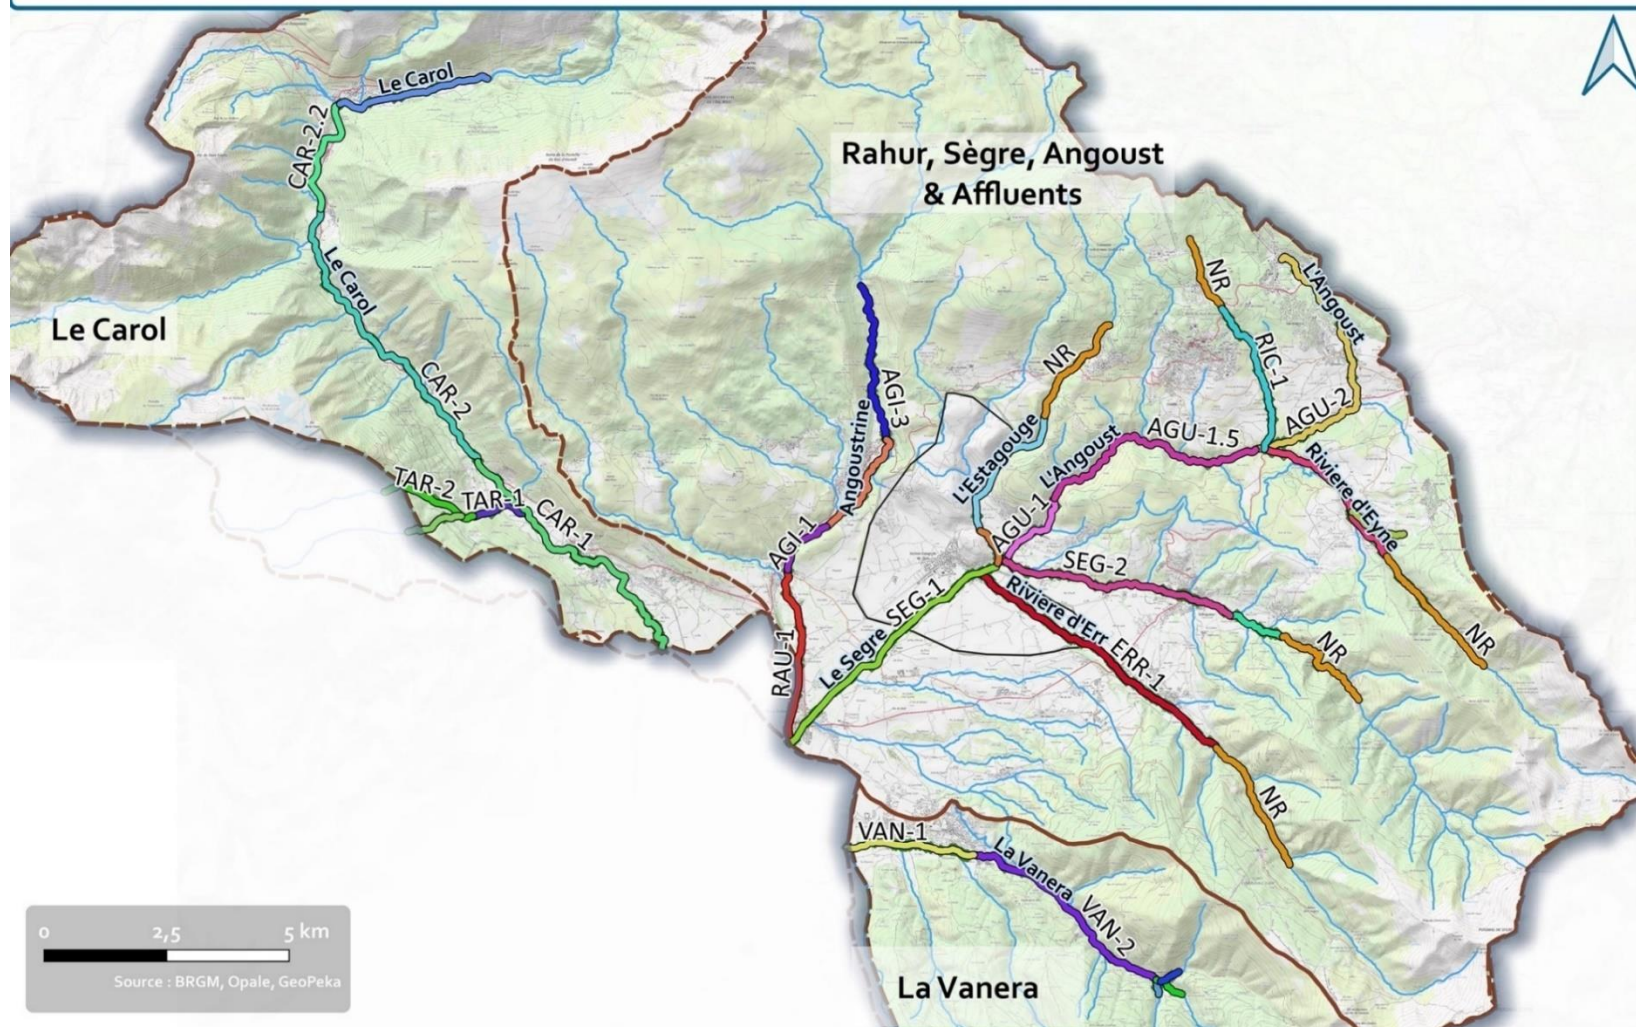 Le Carol
CAR-2.2
Rahur, Sègre, Angoust
& Affluents
Le Carol
Le Carol
NR
L'Angoust
RIC-1
NR
CAR-2
AGI-3
Angoustrine
L'Estagouge
L'Angoust
AGU-1.5
AGU-2
Riviere d'Eyne
TAR-2
TAR-1
CAR-1
AGI-1
AGU-1
SEG-2
RAU-1
Le Segre
SEG-1
Riviere d'Err
ERR-1
NR
NR
NR
VAN-1
La Vanera
VAN-2
La Vanera
0 2,5 5 km
Source : BRGM, Opale, GeoPeka